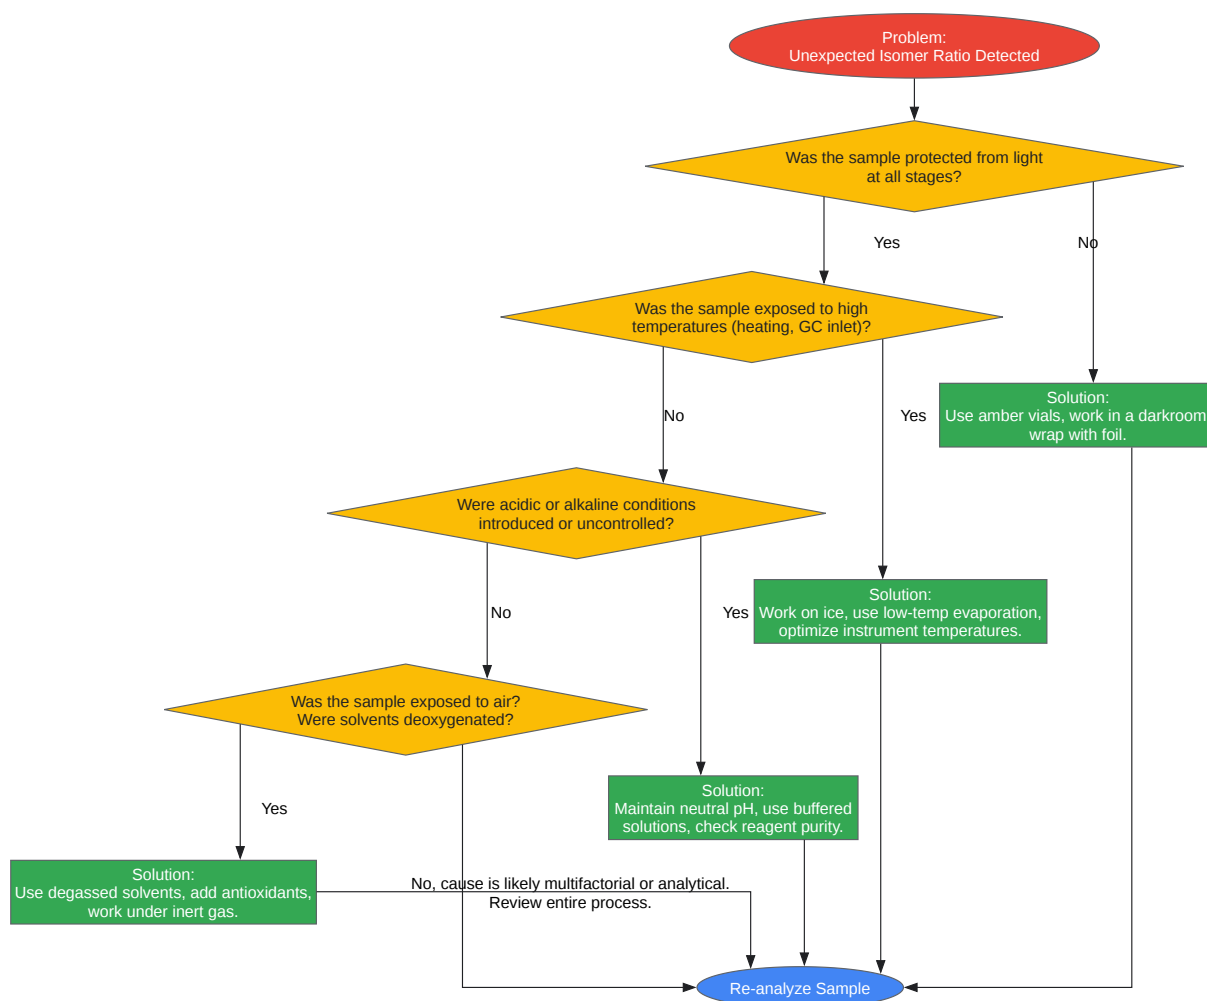 Problem:
Unexpected Isomer Ratio Detected
Was the sample protected from light
at all stages?
Yes
No
Was the sample exposed to high
temperatures (heating, GC inlet)?
No
Yes
Solution:
Use amber vials, work in a darkroom
wrap with foil.
Were acidic or alkaline conditions
introduced or uncontrolled?
No
Yes
Solution:
Work on ice, use low-temp evaporation,
optimize instrument temperatures.
Was the sample exposed to air?
Were solvents deoxygenated?
Yes
Solution:
Maintain neutral pH, use buffered
solutions, check reagent purity.
Solution:
Use degassed solvents, add antioxidants,
work under inert gas.
No, cause is likely multifactorial or analytical.
Review entire process.
Re-analyze Sample